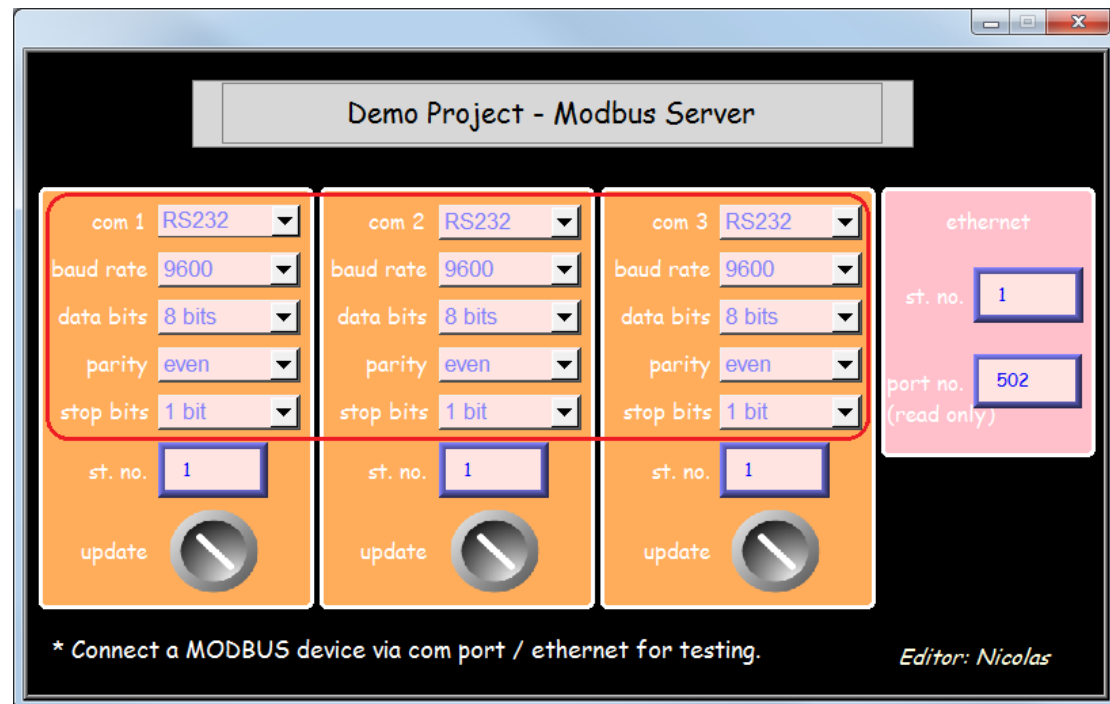 Demo Project - Modbus Server
com 1 RS232
baud rate 9600
data bits 8 bits
parity even
stop bits 1 bit
st. no. 1
update
com 2 RS232
baud rate 9600
data bits 8 bits
parity even
stop bits 1 bit
st. no. 1
update
com 3 RS232
baud rate 9600
data bits 8 bits
parity even
stop bits 1 bit
st. no. 1
update
ethernet
st. no. 1
port no. 502
(read only)
* Connect a MODBUS device via com port / ethernet for testing.
Editor: Nicolas